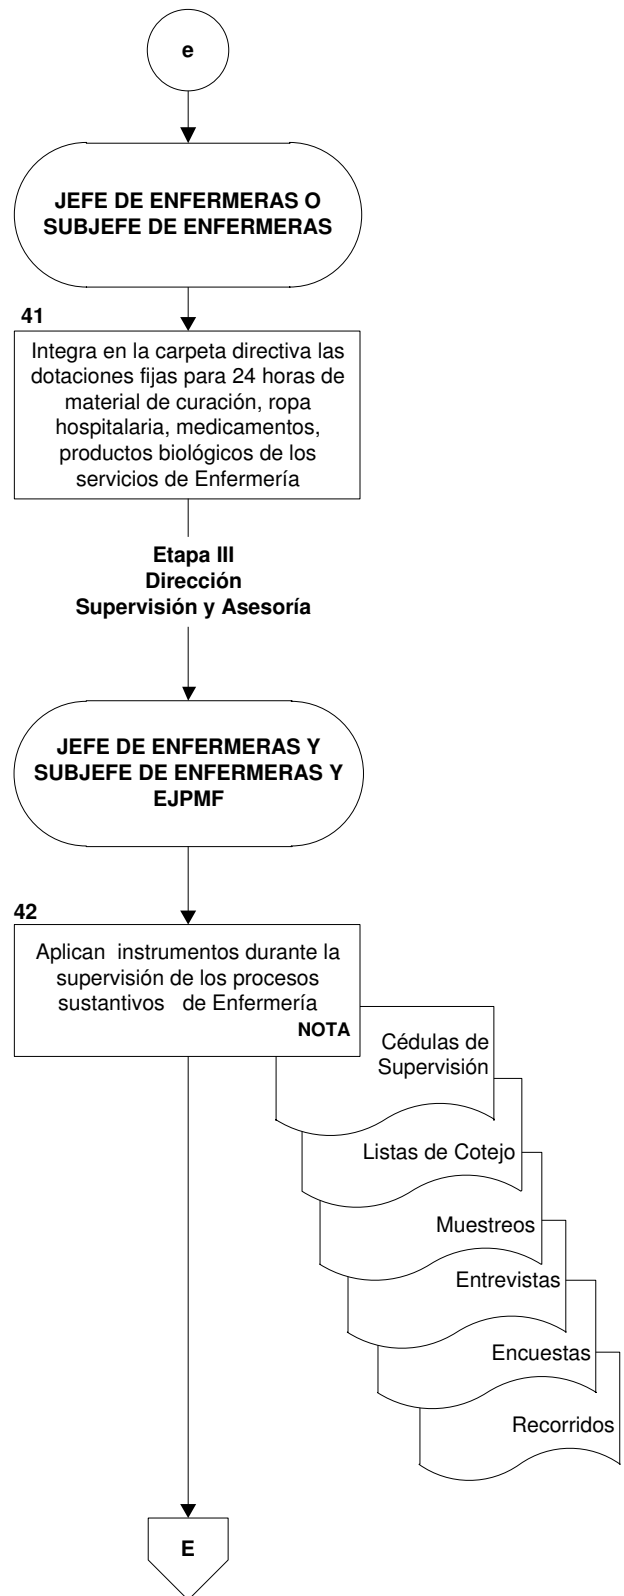 e
JEFE DE ENFERMERAS O
SUBJEFE DE ENFERMERAS
41
Integra en la carpeta directiva las
dotaciones fijas para 24 horas de
material de curación, ropa
hospitalaria, medicamentos,
productos biológicos de los
servicios de Enfermería
Etapa III
Dirección
Supervisión y Asesoría
JEFE DE ENFERMERAS Y
SUBJEFE DE ENFERMERAS Y
EJPMF
42
Aplican instrumentos durante la
supervisión de los procesos
sustantivos de Enfermería
NOTA
Cédulas de
Supervisión
Listas de Cotejo
Muestreos
Entrevistas
Encuestas
Recorridos
E